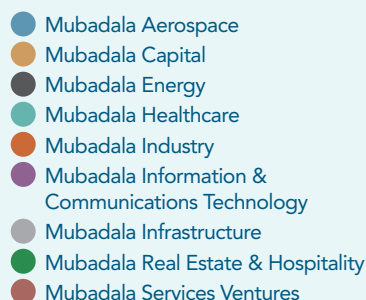 Mubadala Aerospace
Mubadala Capital
Mubadala Energy
Mubadala Healthcare
Mubadala Industry
Mubadala Information &
Communications Technology
Mubadala Infrastructure
Mubadala Real Estate & Hospitality
Mubadala Services Ventures